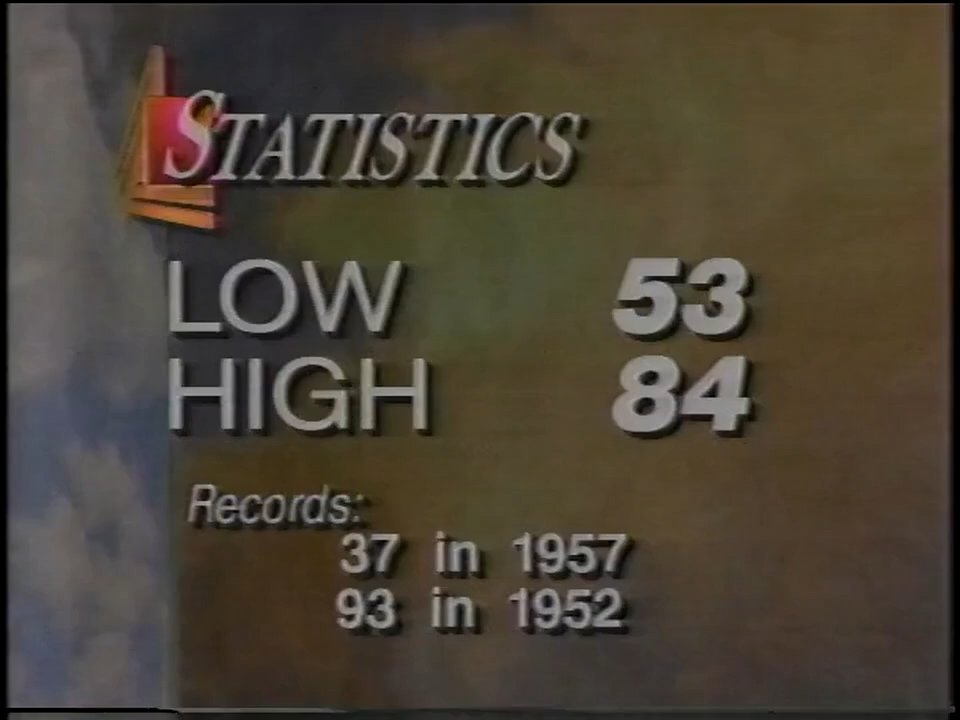 STATISTICS
LOW 53
HIGH 84
Records:
37 in 1957
93 in 1952